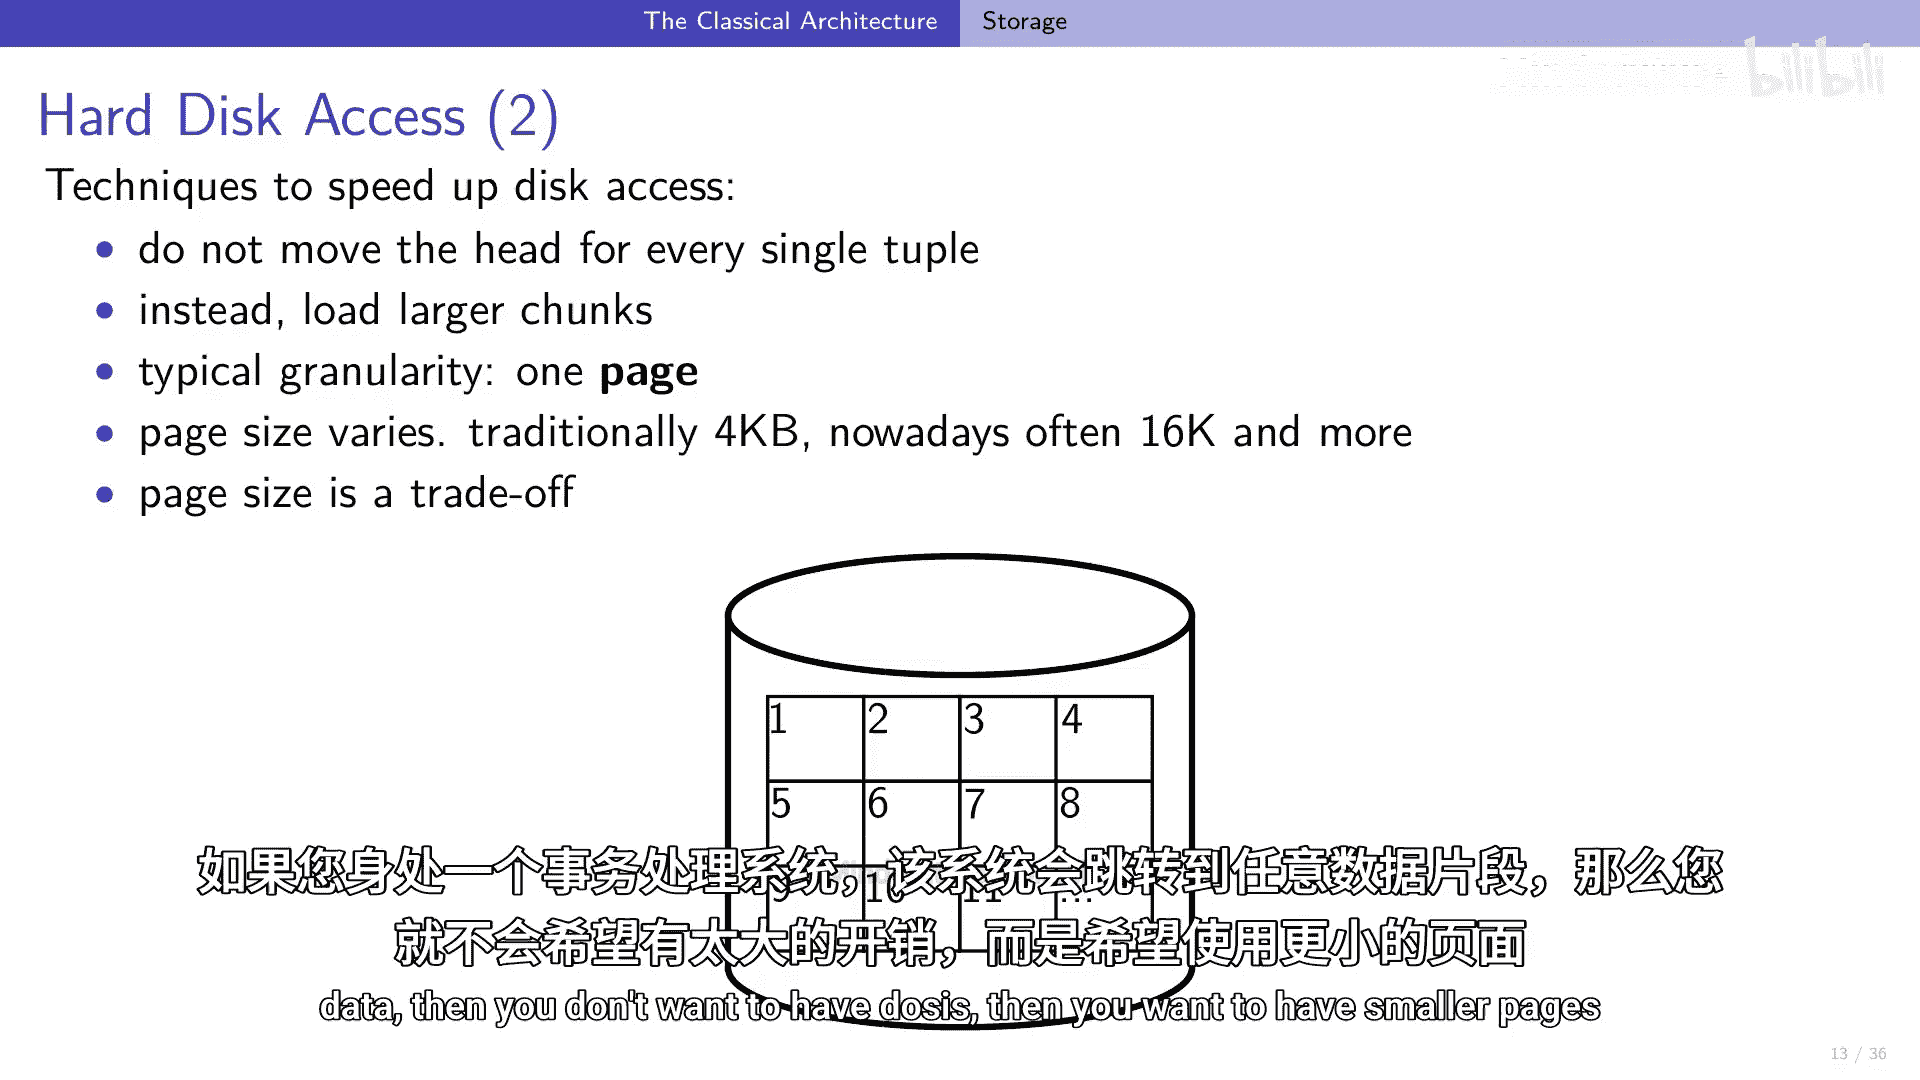 The Classical Architecture Storage
bilibili
Hard Disk Access (2)
Techniques to speed up disk access:
• do not move the head for every single tuple
• instead, load larger chunks
• typical granularity: one page
• page size varies. traditionally 4KB, nowadays often 16K and more
• page size is a trade-off
1 2 3 4
5 6 7 8
9 10 11 ...
如果您身处一个事务处理系统，该系统会跳转到任意数据片段，那么您
就不会希望有太大的开销，而是希望使用更小的页面
data, then you don't want to have dosis, then you want to have smaller pages
13 / 36